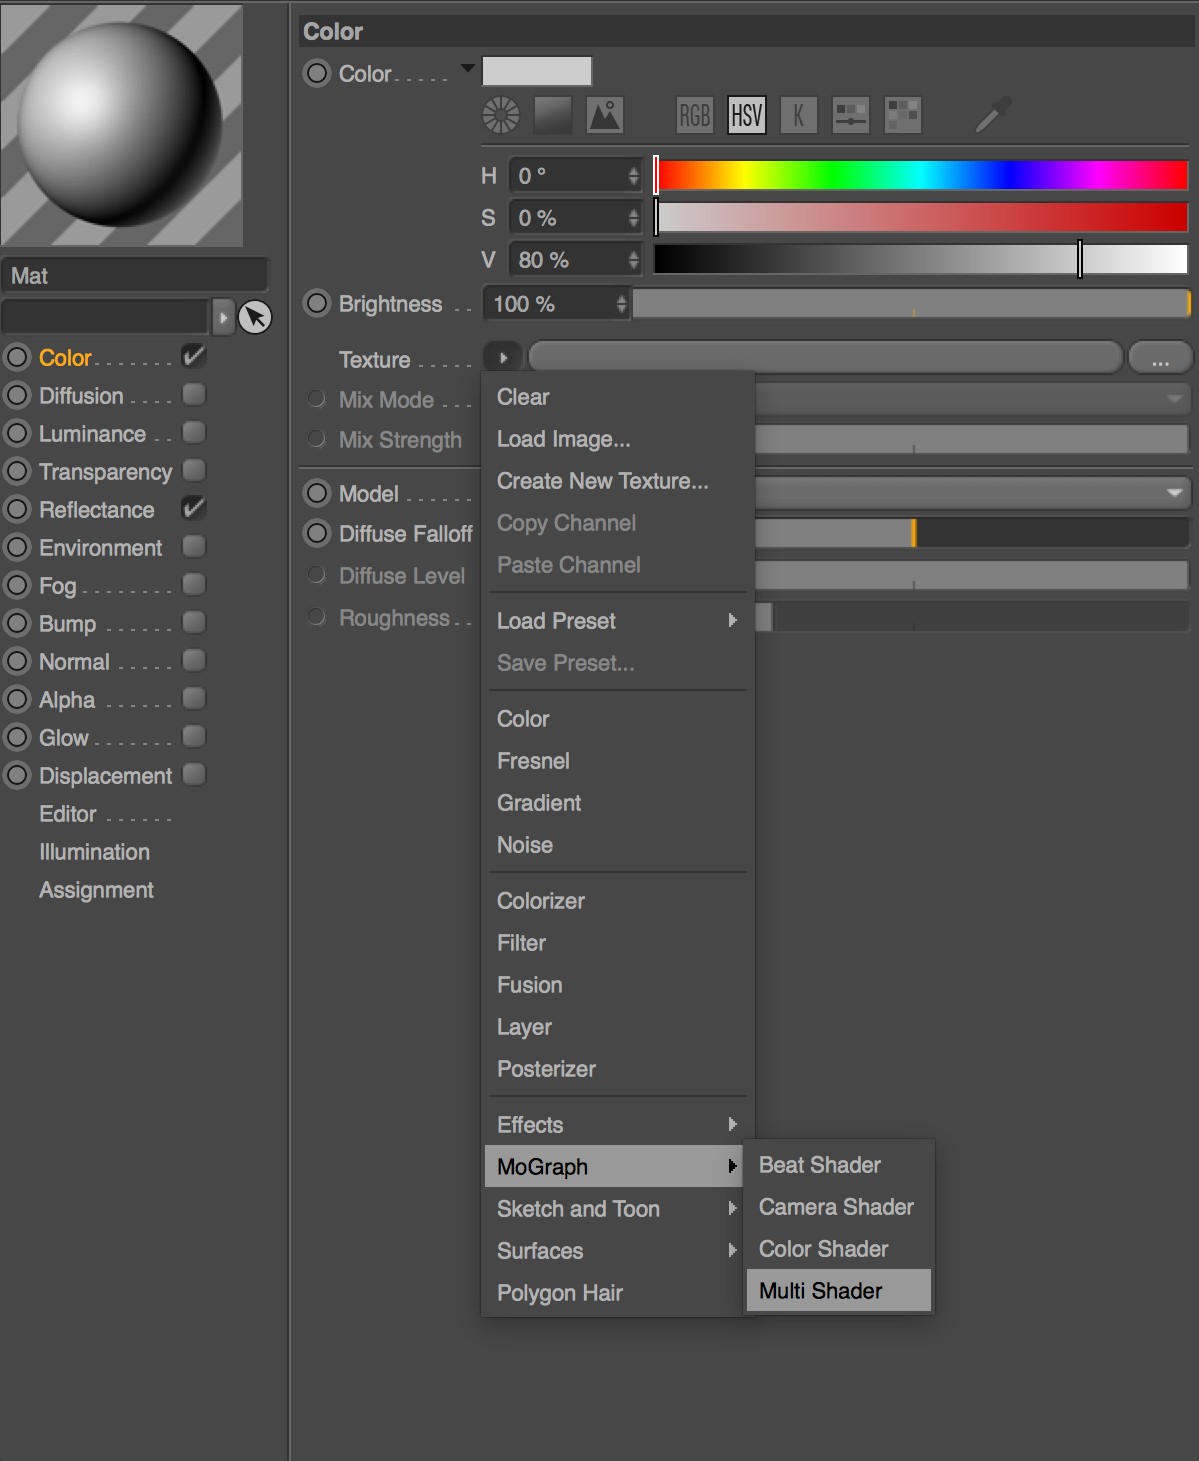 Color
Color
RGB HSV K
H 0 °
S 0 %
V 80 %
Mat
Brightness 100 %
Texture ...
Mix Mode
Mix Strength
Model
Diffuse Falloff
Diffuse Level
Roughness
Color
Diffusion
Luminance
Transparency
Reflectance
Environment
Fog
Bump
Normal
Alpha
Glow
Displacement
Editor
Illumination
Assignment
Clear
Load Image...
Create New Texture...
Copy Channel
Paste Channel
Load Preset
Save Preset...
Color
Fresnel
Gradient
Noise
Colorizer
Filter
Fusion
Layer
Posterizer
Effects
MoGraph
Sketch and Toon
Surfaces
Polygon Hair
Beat Shader
Camera Shader
Color Shader
Multi Shader